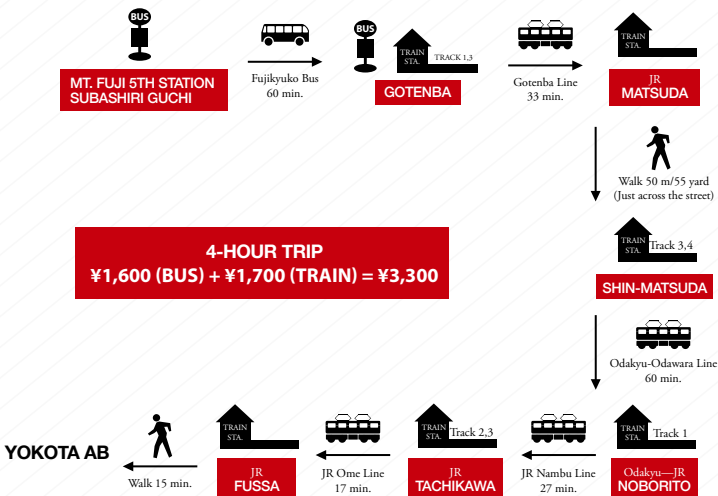 BUS
MT. FUJI 5TH STATION
SUBASHIRI GUCHI
Fujikyuko Bus
60 min.
BUS
TRAIN
STA.
TRACK 1,3
GOTENBA
Gotenba Line
33 min.
TRAIN
STA.
JR
MATSUDA
Walk 50 m/55 yard
(Just across the street)
TRAIN
STA.
Track 3,4
SHIN-MATSUDA
4-HOUR TRIP
¥1,600 (BUS) + ¥1,700 (TRAIN) = ¥3,300
Odakyu-Odawara Line
60 min.
TRAIN
STA.
Track 1
Odakyu—JR
NOBORITO
JR Nambu Line
27 min.
TRAIN
STA.
Track 2,3
JR
TACHIKAWA
JR Ome Line
17 min.
TRAIN
STA.
JR
FUSSA
Walk 15 min.
YOKOTA AB